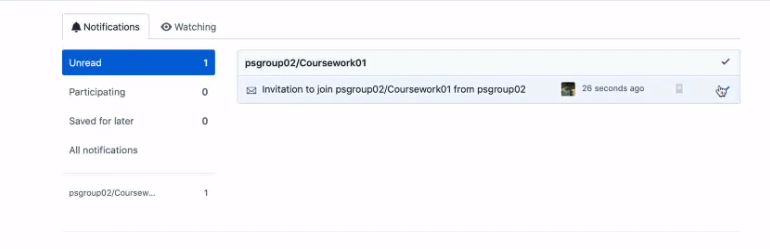 Notifications Watching
Unread 1
Participating 0
Saved for later 0
All notifications
psgroup02/Coursew... 1
psgroup02/Coursework01
Invitation to join psgroup02/Coursework01 from psgroup02 26 seconds ago